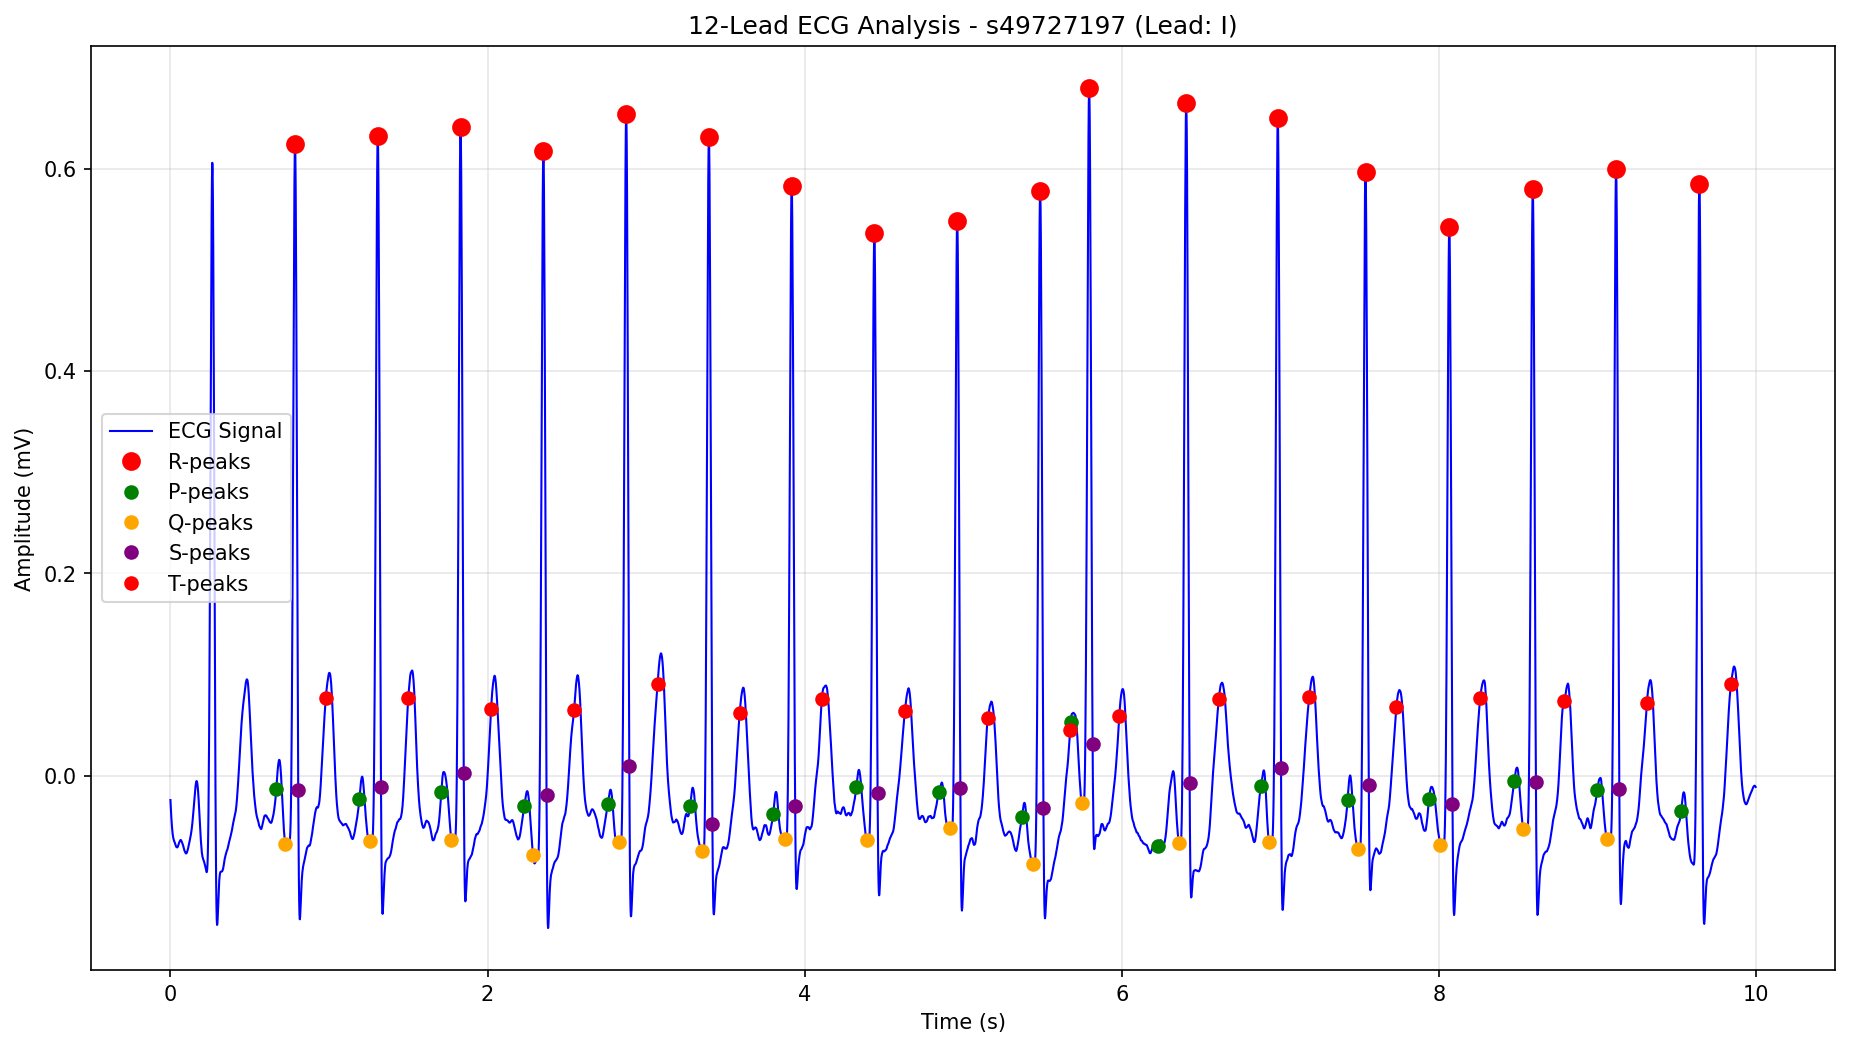 12-Lead ECG Analysis - s49727197 (Lead: I)
Amplitude (mV)
0.6
0.4
0.2
0.0
ECG Signal
R-peaks
P-peaks
Q-peaks
S-peaks
T-peaks
0 2 4 6 8 10
Time (s)